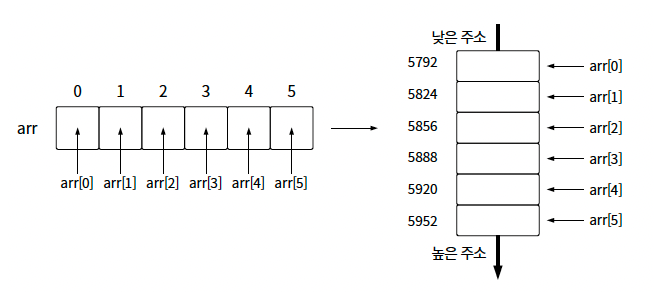 0 1 2 3 4 5
arr
arr[0] arr[1] arr[2] arr[3] arr[4] arr[5]
낮은 주소
5792 arr[0]
5824 arr[1]
5856 arr[2]
5888 arr[3]
5920 arr[4]
5952 arr[5]
높은 주소